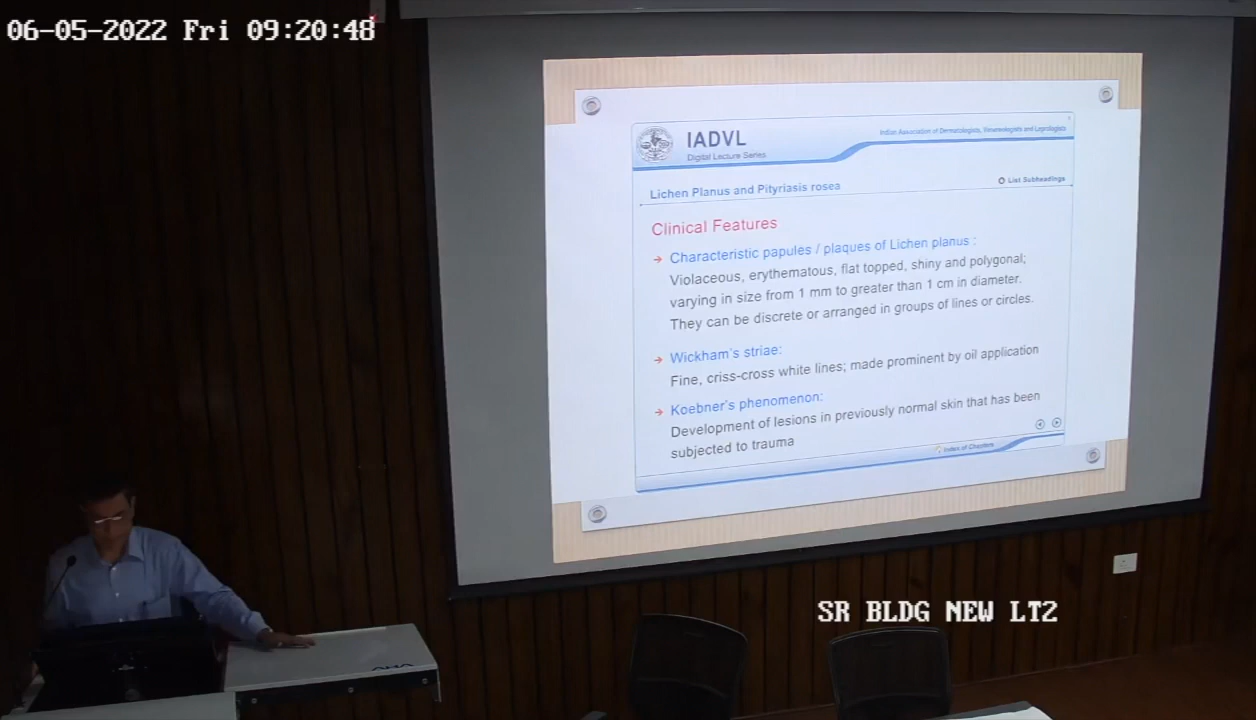 06-05-2022 Fri 09:20:48
IADVL
Digital Lecture Series
Indian Association of Dermatologists, Venereologists and Leprologists
Lichen Planus and Pityriasis rosea
List Subheadings
Clinical Features
Characteristic papules / plaques of Lichen planus :
Violaceous, erythematous, flat topped, shiny and polygonal;
varying in size from 1 mm to greater than 1 cm in diameter.
They can be discrete or arranged in groups of lines or circles.
Wickham's striae:
Fine, criss-cross white lines; made prominent by oil application
Koebner's phenomenon:
Development of lesions in previously normal skin that has been
subjected to trauma
Index of Chapters
SR BLDG NEW LT2